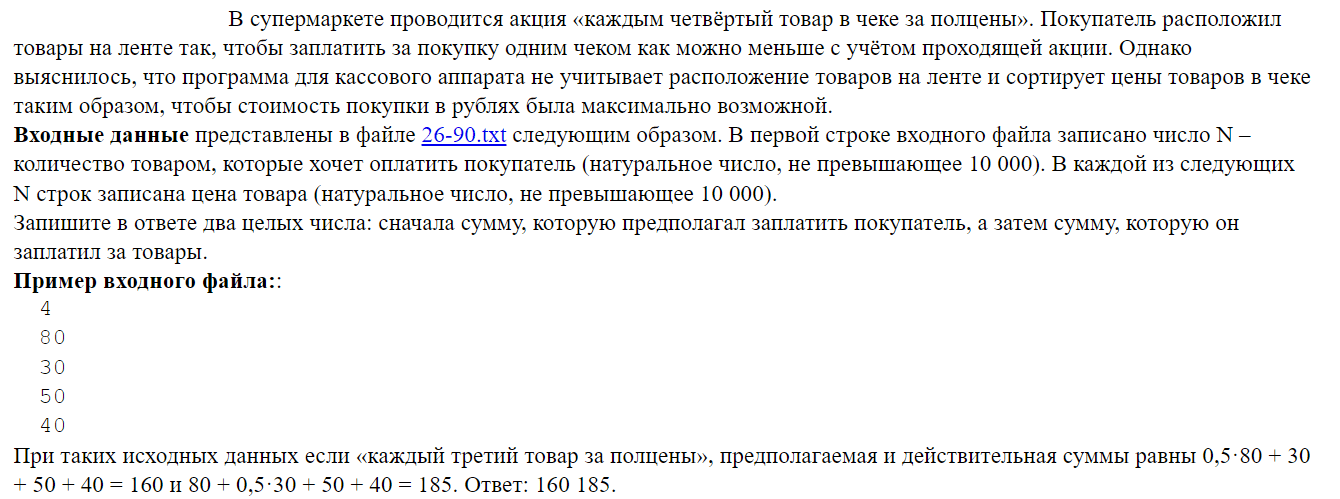 В супермаркете проводится акция «каждым четвёртый товар в чеке за полцены». Покупатель расположил
товары на ленте так, чтобы заплатить за покупку одним чеком как можно меньше с учётом проходящей акции. Однако
выяснилось, что программа для кассового аппарата не учитывает расположение товаров на ленте и сортирует цены товаров в чеке
таким образом, чтобы стоимость покупки в рублях была максимально возможной.
Входные данные представлены в файле 26-90.txt следующим образом. В первой строке входного файла записано число N –
количество товаром, которые хочет оплатить покупатель (натуральное число, не превышающее 10 000). В каждой из следующих
N строк записана цена товара (натуральное число, не превышающее 10 000).
Запишите в ответе два целых числа: сначала сумму, которую предполагал заплатить покупатель, а затем сумму, которую он
заплатил за товары.
Пример входного файла::
4
80
30
50
40
При таких исходных данных если «каждый третий товар за полцены», предполагаемая и действительная суммы равны 0,5·80 + 30
+ 50 + 40 = 160 и 80 + 0,5·30 + 50 + 40 = 185. Ответ: 160 185.